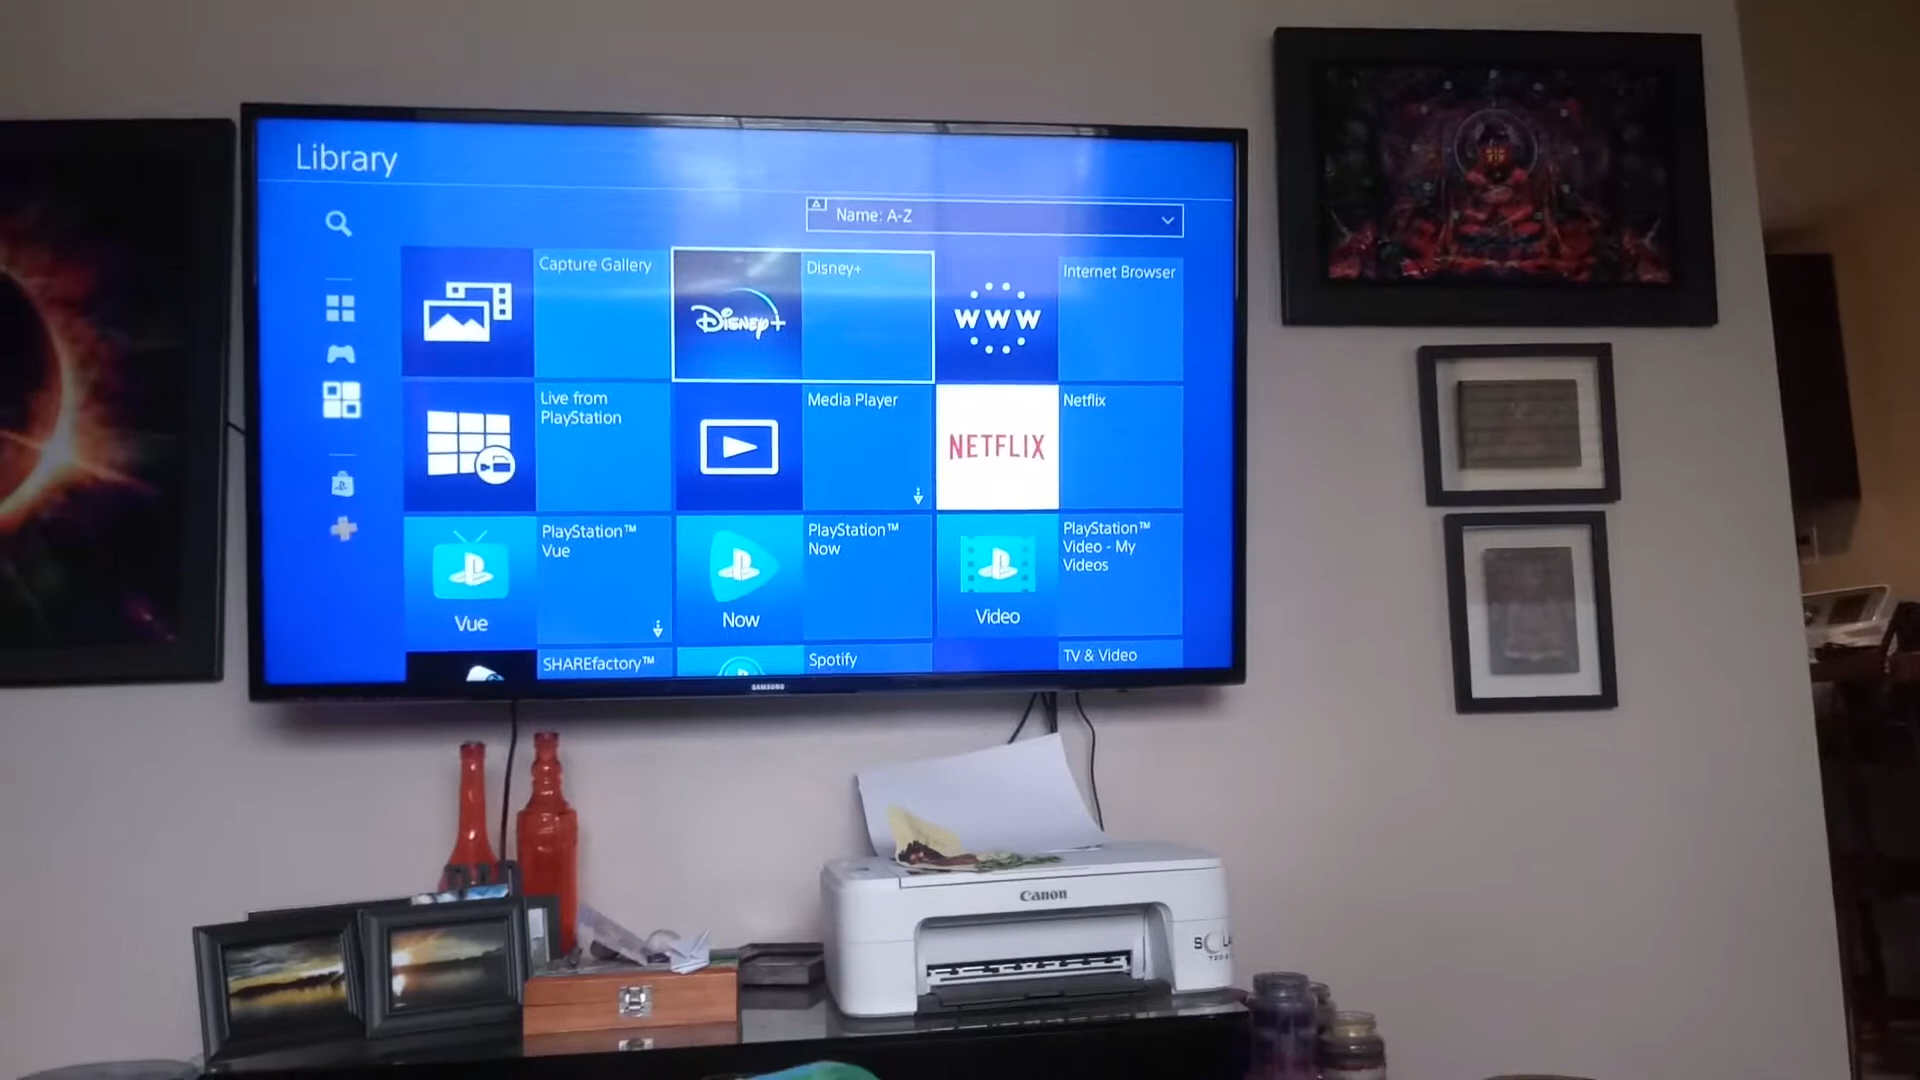 Library
Name: A-Z
Capture Gallery
Disney+
Disney+
WWW
Internet Browser
Live from
PlayStation
Media Player
NETFLIX
Netflix
Vue
PlayStation™
Vue
Now
PlayStation™
Now
Video
PlayStation™
Video - My
Videos
SHAREfactory™
Spotify
TV & Video
SAMSUNG
Canon